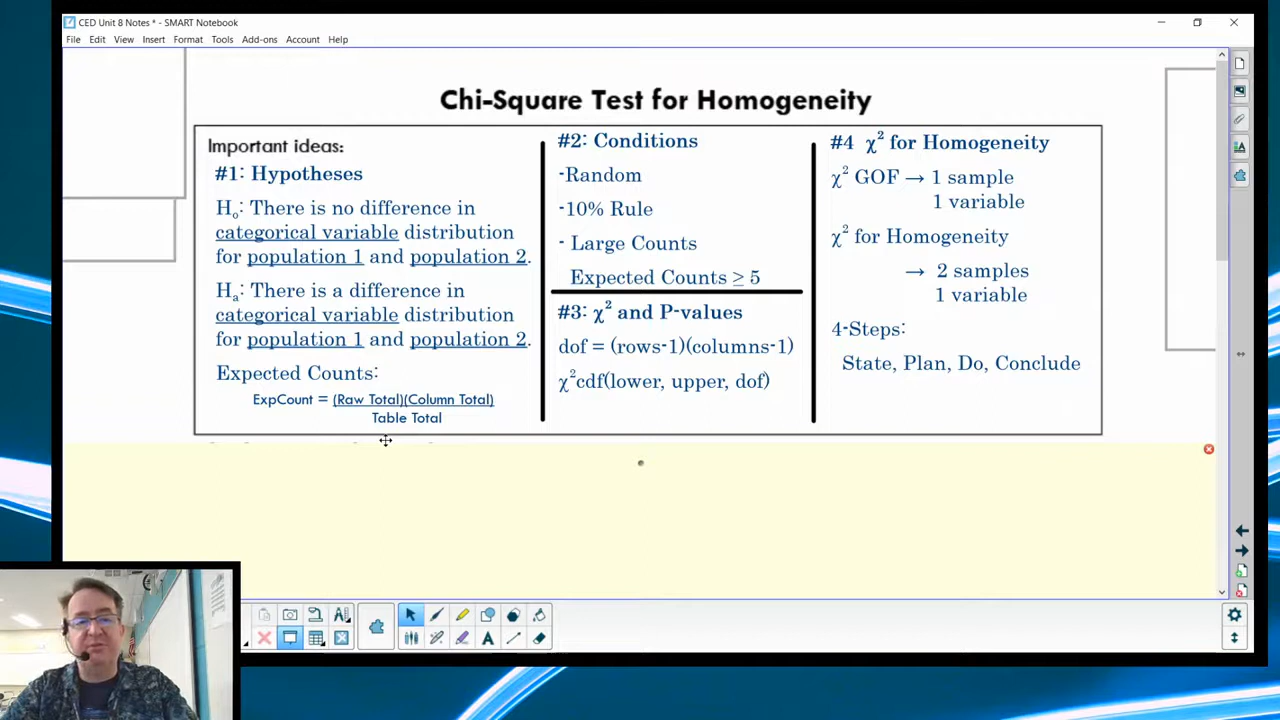 CED Unit 8 Notes * - SMART Notebook
File Edit View Insert Format Tools Add-ons Account Help
Chi-Square Test for Homogeneity
Important ideas:
#1: Hypotheses
Hₒ: There is no difference in
categorical variable distribution
for population 1 and population 2.
Hₐ: There is a difference in
categorical variable distribution
for population 1 and population 2.
Expected Counts:
ExpCount = (Raw Total)(Column Total)
Table Total
#2: Conditions
-Random
-10% Rule
- Large Counts
Expected Counts ≥ 5
#3: χ² and P-values
dof = (rows-1)(columns-1)
χ²cdf(lower, upper, dof)
#4 χ² for Homogeneity
χ² GOF → 1 sample
1 variable
χ² for Homogeneity
→ 2 samples
1 variable
4-Steps:
State, Plan, Do, Conclude